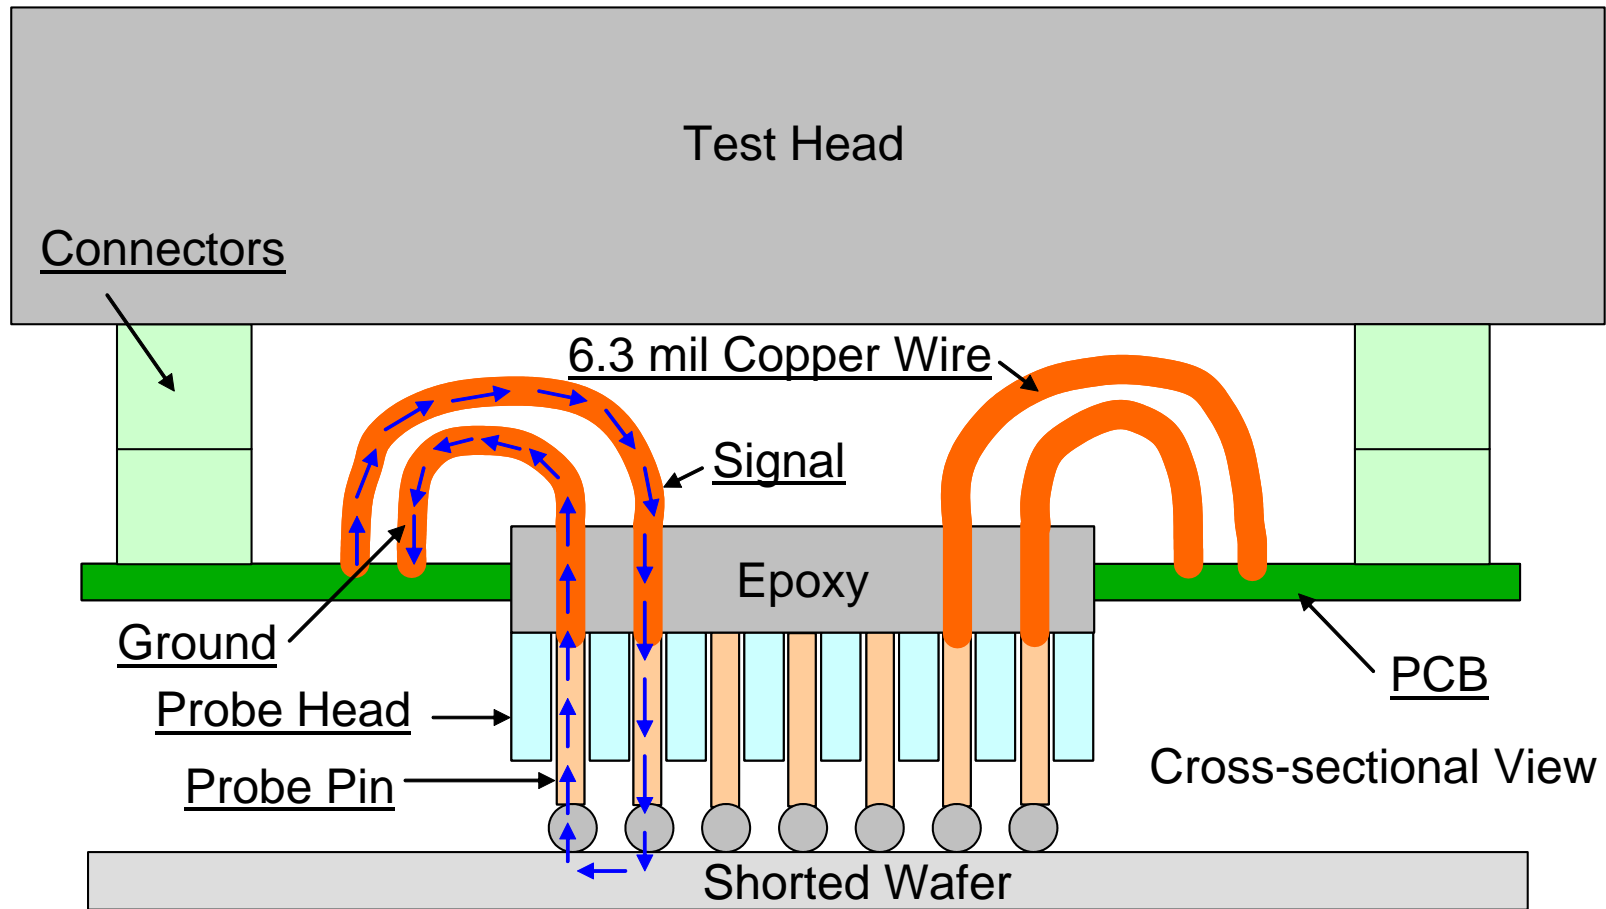 Test Head
Connectors
6.3 mil Copper Wire
Signal
Epoxy
Ground
PCB
Probe Head
Cross-sectional View
Probe Pin
Shorted Wafer